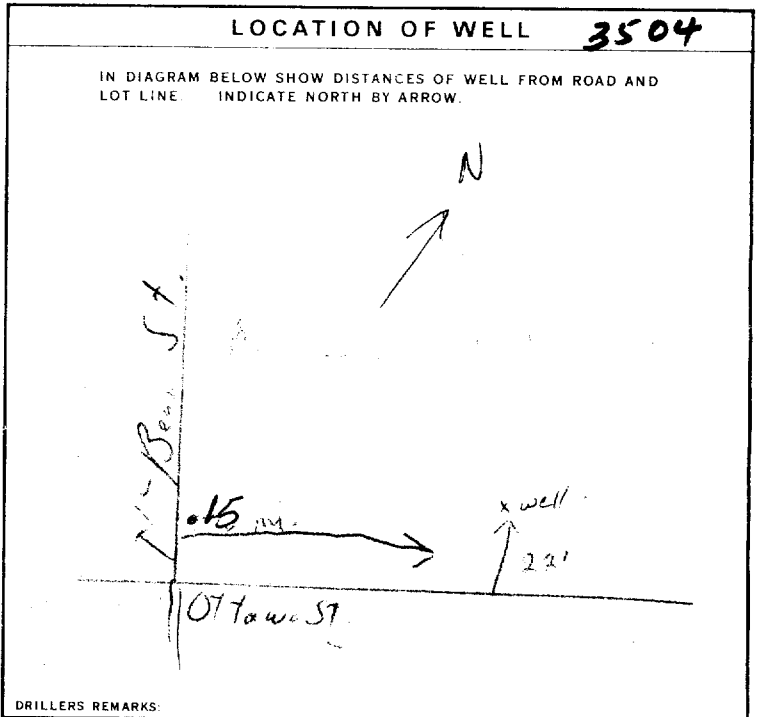 LOCATION OF WELL 3504
IN DIAGRAM BELOW SHOW DISTANCES OF WELL FROM ROAD AND
LOT LINE. INDICATE NORTH BY ARROW.
N
St.
.15 m.
x well
22'
Ottawa St.
DRILLERS REMARKS: